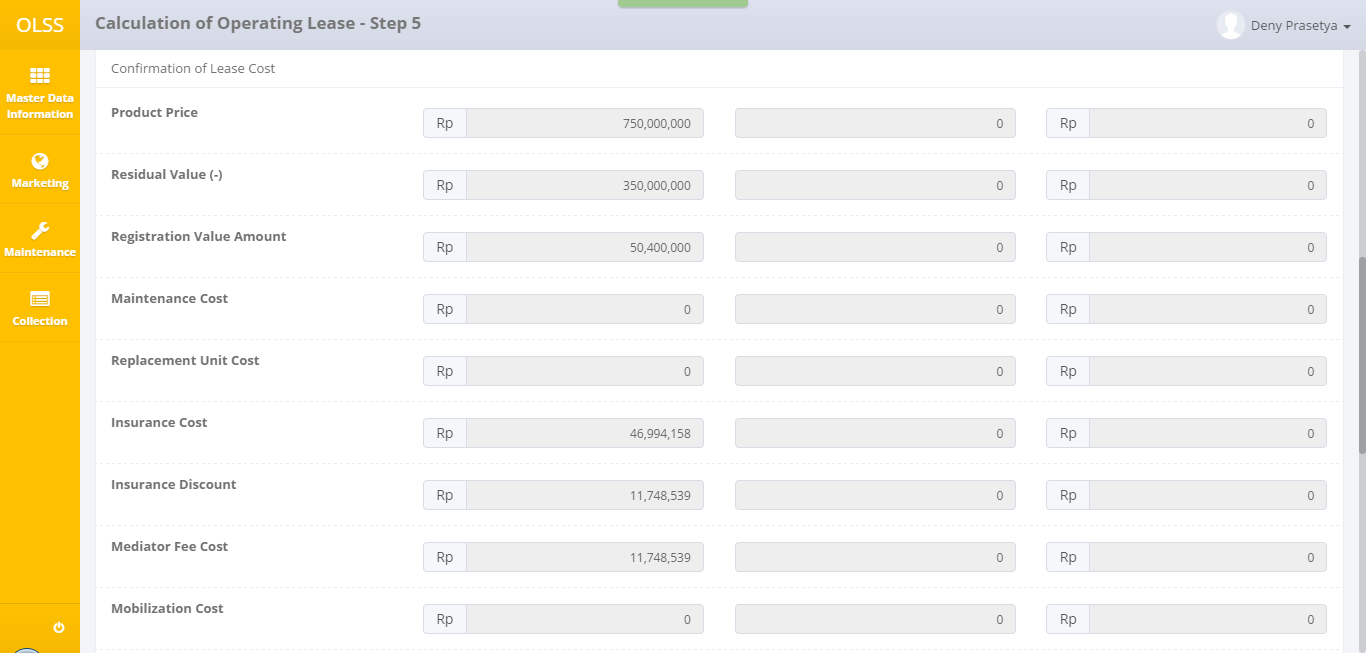 OLSS
Calculation of Operating Lease - Step 5
Deny Prasetya
Master Data
Information
Marketing
Maintenance
Collection
Confirmation of Lease Cost
Product Price Rp 750,000,000 0 Rp 0
Residual Value (-) Rp 350,000,000 0 Rp 0
Registration Value Amount Rp 50,400,000 0 Rp 0
Maintenance Cost Rp 0 0 Rp 0
Replacement Unit Cost Rp 0 0 Rp 0
Insurance Cost Rp 46,994,158 0 Rp 0
Insurance Discount Rp 11,748,539 0 Rp 0
Mediator Fee Cost Rp 11,748,539 0 Rp 0
Mobilization Cost Rp 0 0 Rp 0